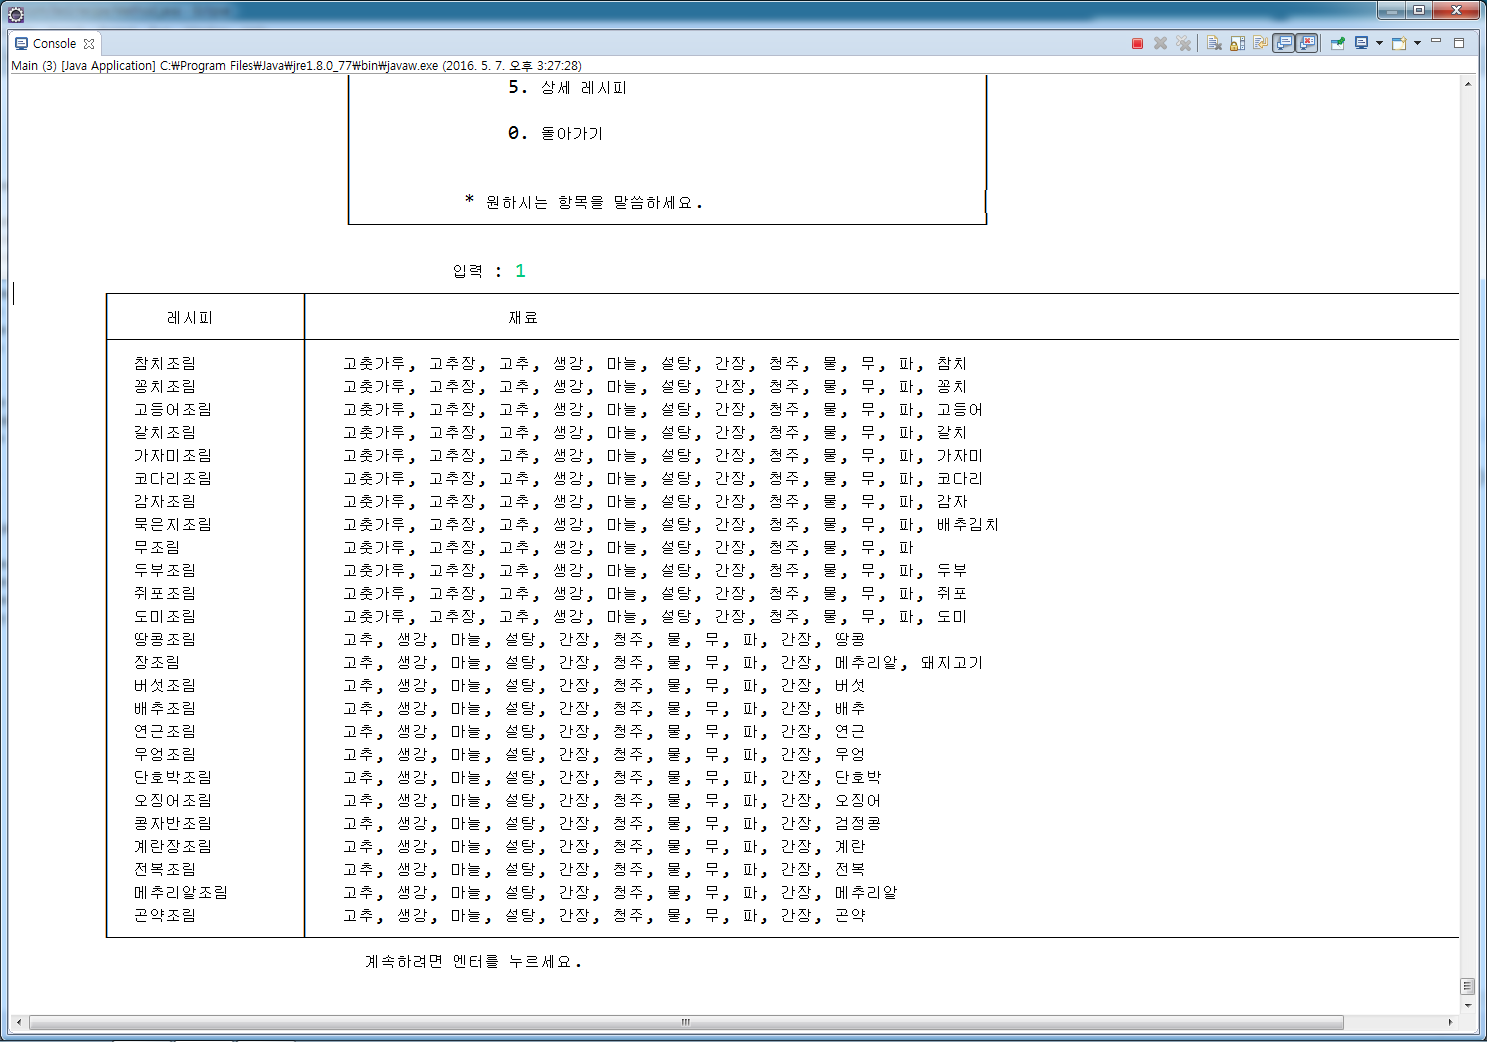 Console
Main (3) [Java Application] C:₩Program Files₩Java₩jre1.8.0_77₩bin₩javaw.exe (2016. 5. 7. 오후 3:27:28)
5. 상세 레시피
0. 돌아가기
* 원하시는 항목을 말씀하세요.
입력 : 1
레시피 재료
참치조림 고춧가루, 고추장, 고추, 생강, 마늘, 설탕, 간장, 청주, 물, 무, 파, 참치
꽁치조림 고춧가루, 고추장, 고추, 생강, 마늘, 설탕, 간장, 청주, 물, 무, 파, 꽁치
고등어조림 고춧가루, 고추장, 고추, 생강, 마늘, 설탕, 간장, 청주, 물, 무, 파, 고등어
갈치조림 고춧가루, 고추장, 고추, 생강, 마늘, 설탕, 간장, 청주, 물, 무, 파, 갈치
가자미조림 고춧가루, 고추장, 고추, 생강, 마늘, 설탕, 간장, 청주, 물, 무, 파, 가자미
코다리조림 고춧가루, 고추장, 고추, 생강, 마늘, 설탕, 간장, 청주, 물, 무, 파, 코다리
감자조림 고춧가루, 고추장, 고추, 생강, 마늘, 설탕, 간장, 청주, 물, 무, 파, 감자
묵은지조림 고춧가루, 고추장, 고추, 생강, 마늘, 설탕, 간장, 청주, 물, 무, 파, 배추김치
무조림 고춧가루, 고추장, 고추, 생강, 마늘, 설탕, 간장, 청주, 물, 무, 파
두부조림 고춧가루, 고추장, 고추, 생강, 마늘, 설탕, 간장, 청주, 물, 무, 파, 두부
쥐포조림 고춧가루, 고추장, 고추, 생강, 마늘, 설탕, 간장, 청주, 물, 무, 파, 쥐포
도미조림 고춧가루, 고추장, 고추, 생강, 마늘, 설탕, 간장, 청주, 물, 무, 파, 도미
땅콩조림 고추, 생강, 마늘, 설탕, 간장, 청주, 물, 무, 파, 간장, 땅콩
장조림 고추, 생강, 마늘, 설탕, 간장, 청주, 물, 무, 파, 간장, 메추리알, 돼지고기
버섯조림 고추, 생강, 마늘, 설탕, 간장, 청주, 물, 무, 파, 간장, 버섯
배추조림 고추, 생강, 마늘, 설탕, 간장, 청주, 물, 무, 파, 간장, 배추
연근조림 고추, 생강, 마늘, 설탕, 간장, 청주, 물, 무, 파, 간장, 연근
우엉조림 고추, 생강, 마늘, 설탕, 간장, 청주, 물, 무, 파, 간장, 우엉
단호박조림 고추, 생강, 마늘, 설탕, 간장, 청주, 물, 무, 파, 간장, 단호박
오징어조림 고추, 생강, 마늘, 설탕, 간장, 청주, 물, 무, 파, 간장, 오징어
콩자반조림 고추, 생강, 마늘, 설탕, 간장, 청주, 물, 무, 파, 간장, 검정콩
계란장조림 고추, 생강, 마늘, 설탕, 간장, 청주, 물, 무, 파, 간장, 계란
전복조림 고추, 생강, 마늘, 설탕, 간장, 청주, 물, 무, 파, 간장, 전복
메추리알조림 고추, 생강, 마늘, 설탕, 간장, 청주, 물, 무, 파, 간장, 메추리알
곤약조림 고추, 생강, 마늘, 설탕, 간장, 청주, 물, 무, 파, 간장, 곤약
계속하려면 엔터를 누르세요.